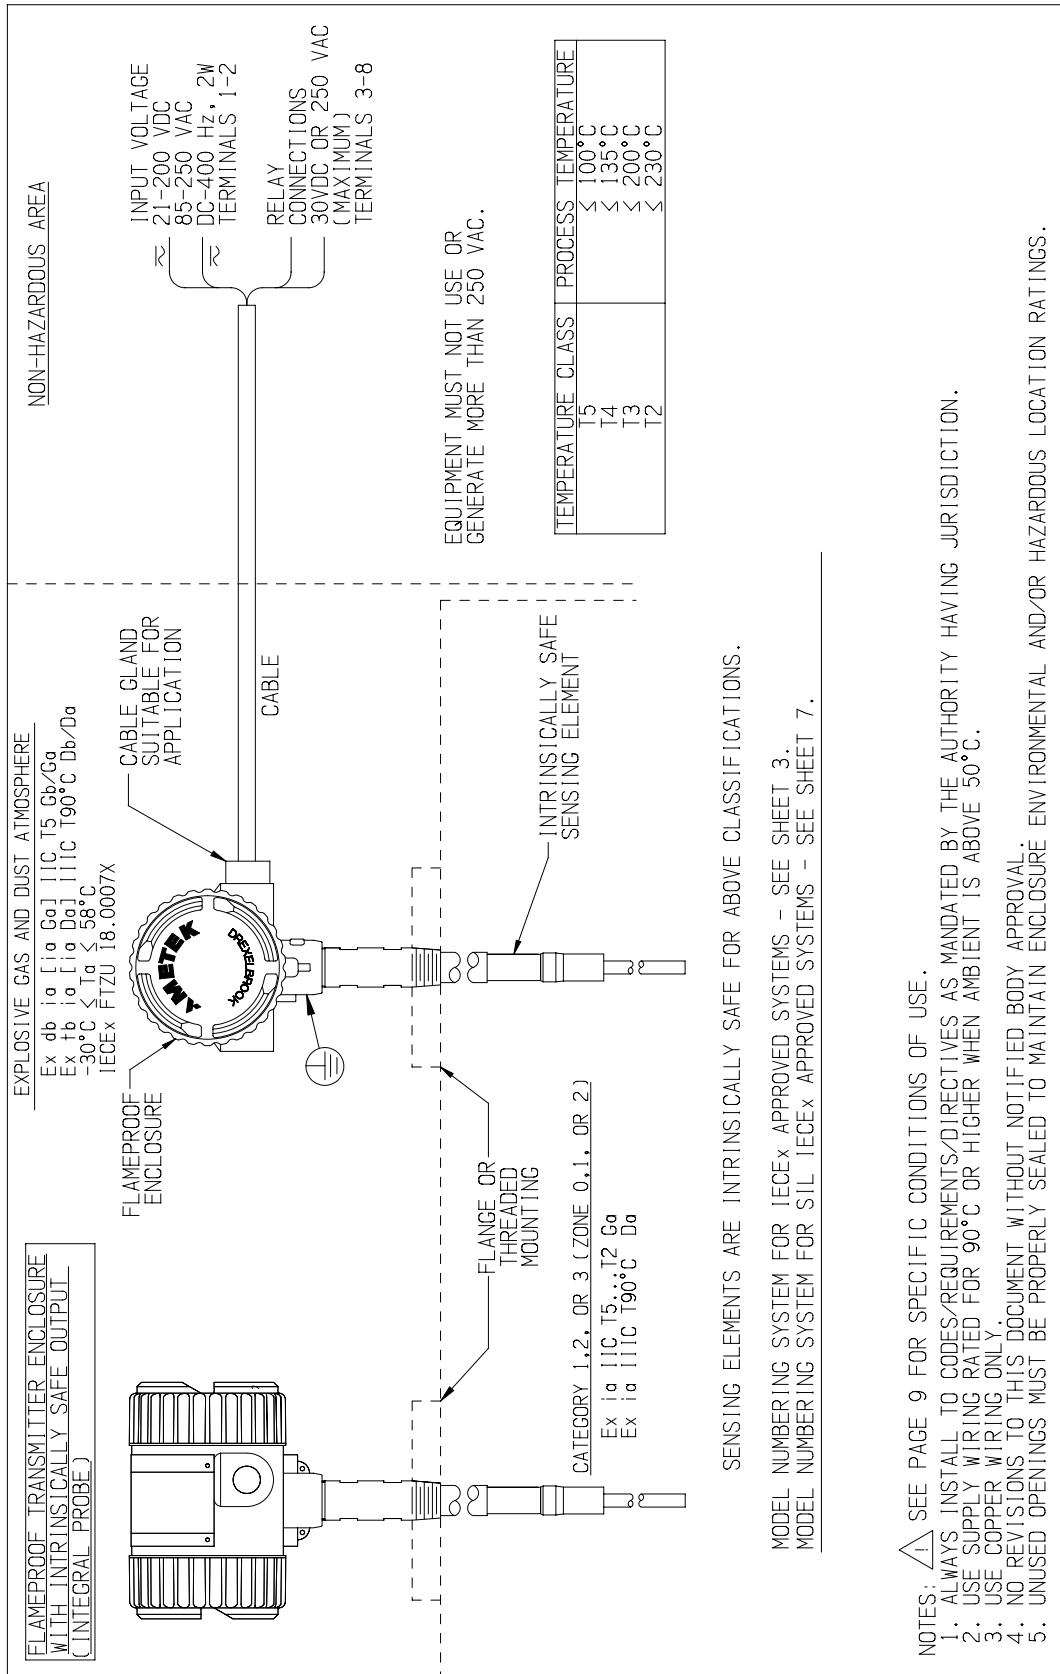 FLAMEPROOF TRANSMITTER ENCLOSURE
WITH INTRINSICALLY SAFE OUTPUT
(INTEGRAL PROBE)
EXPLOSIVE GAS AND DUST ATMOSPHERE
Ex db ia [ia Ga] IIC T5 Gb/Ga
Ex tb ia [ia Da] IIIC T90°C Db/Da
-30°C ≤ Ta ≤ 58°C
IECEx FTZU 18.0007X
NON-HAZARDOUS AREA
FLAMEPROOF
ENCLOSURE
AMETEK
DREXELBROOK
CABLE GLAND
SUITABLE FOR
APPLICATION
CABLE
INPUT VOLTAGE
21-200 VDC
85-250 VAC
DC-400 Hz, 2W
TERMINALS 1-2
RELAY
CONNECTIONS
30VDC OR 250 VAC
(MAXIMUM)
TERMINALS 3-8
EQUIPMENT MUST NOT USE OR
GENERATE MORE THAN 250 VAC.
FLANGE OR
THREADED
MOUNTING
INTRINSICALLY SAFE
SENSING ELEMENT
CATEGORY 1,2, OR 3 (ZONE 0,1, OR 2)
Ex ia IIC T5...T2 Ga
Ex ia IIIC T90°C Da
TEMPERATURE CLASS PROCESS TEMPERATURE
T5 ≤ 100°C
T4 ≤ 135°C
T3 ≤ 200°C
T2 ≤ 230°C
SENSING ELEMENTS ARE INTRINSICALLY SAFE FOR ABOVE CLASSIFICATIONS.
MODEL NUMBERING SYSTEM FOR IECEx APPROVED SYSTEMS - SEE SHEET 3.
MODEL NUMBERING SYSTEM FOR SIL IECEx APPROVED SYSTEMS - SEE SHEET 7.
NOTES: ⚠ SEE PAGE 9 FOR SPECIFIC CONDITIONS OF USE.
1. ALWAYS INSTALL TO CODES/REQUIREMENTS/DIRECTIVES AS MANDATED BY THE AUTHORITY HAVING JURISDICTION.
2. USE SUPPLY WIRING RATED FOR 90°C OR HIGHER WHEN AMBIENT IS ABOVE 50°C.
3. USE COPPER WIRING ONLY.
4. NO REVISIONS TO THIS DOCUMENT WITHOUT NOTIFIED BODY APPROVAL.
5. UNUSED OPENINGS MUST BE PROPERLY SEALED TO MAINTAIN ENCLOSURE ENVIRONMENTAL AND/OR HAZARDOUS LOCATION RATINGS.